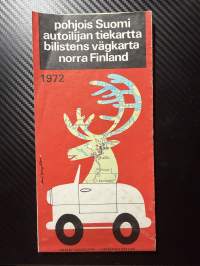 pohjois Suomi
autoilijan tiekartta
bilistens vägkarta
norra Finland
1972